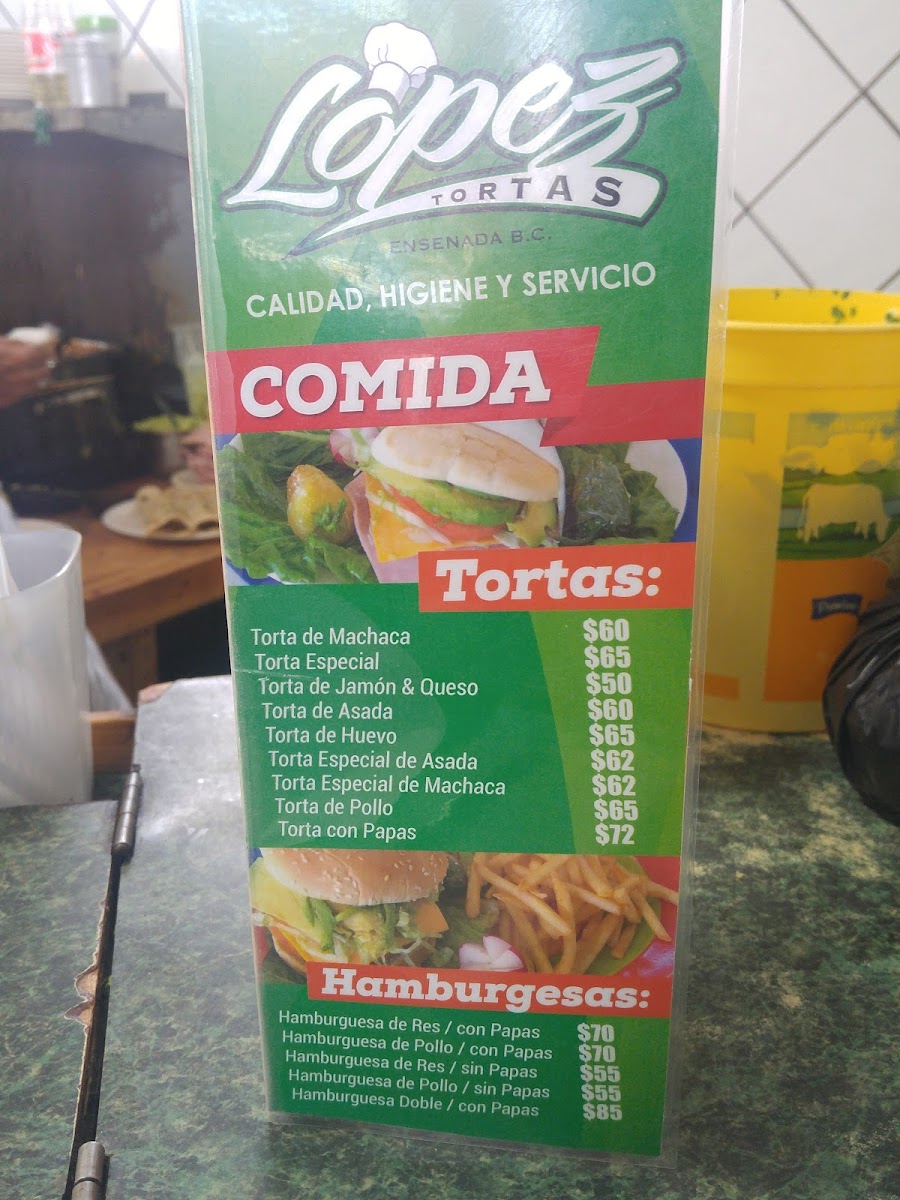 López
TORTAS
ENSENADA B.C.
CALIDAD, HIGIENE Y SERVICIO
COMIDA
Tortas:
Torta de Machaca $60
Torta Especial $65
Torta de Jamón & Queso $50
Torta de Asada $60
Torta de Huevo $65
Torta Especial de Asada $62
Torta Especial de Machaca $62
Torta de Pollo $65
Torta con Papas $72
Hamburgesas:
Hamburguesa de Res / con Papas $70
Hamburguesa de Pollo / con Papas $70
Hamburguesa de Res / sin Papas $55
Hamburguesa de Pollo / sin Papas $55
Hamburguesa Doble / con Papas $85